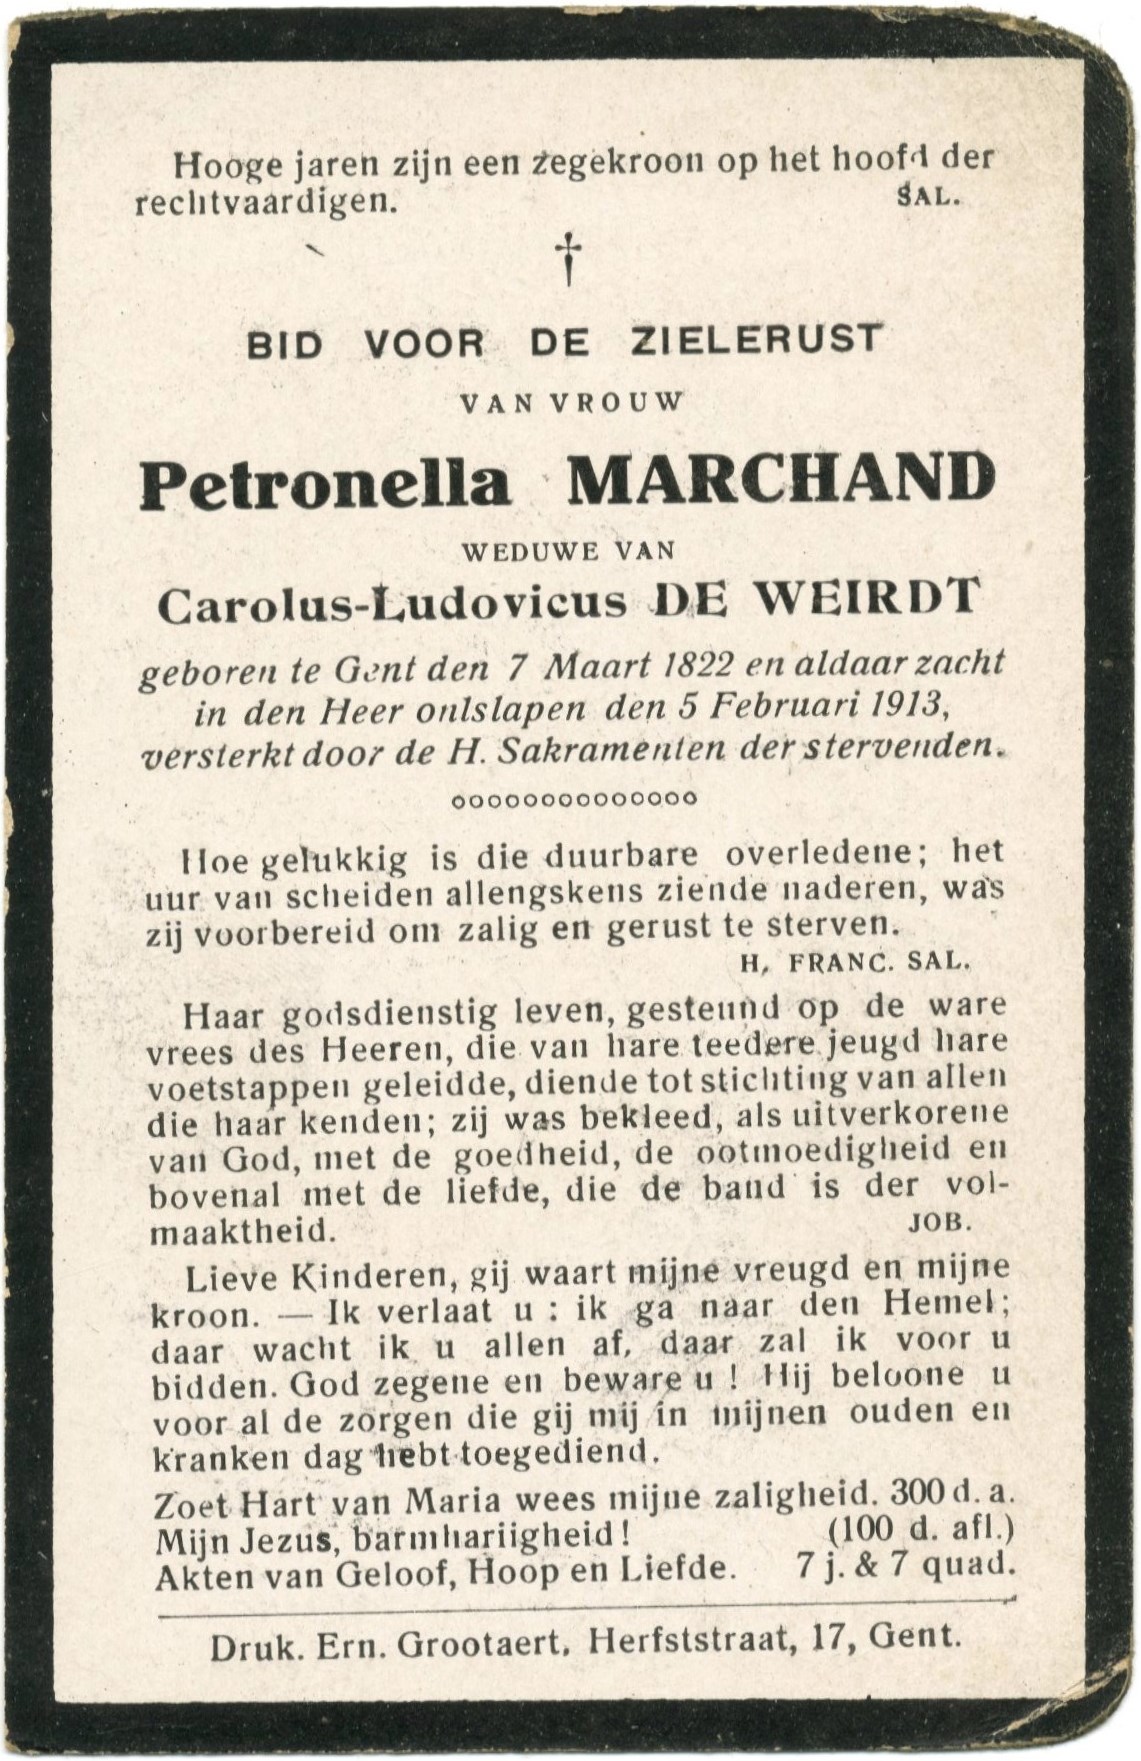 Hooge jaren zijn een zegekroon op het hoofd der
rechtvaardigen. SAL.
†
BID VOOR DE ZIELERUST
VAN VROUW
Petronella MARCHAND
WEDUWE VAN
Carolus-Ludovicus DE WEIRDT
geboren te Gent den 7 Maart 1822 en aldaar zacht
in den Heer ontslapen den 5 Februari 1913,
versterkt door de H. Sakramenten der stervenden.
Hoe gelukkig is die duurbare overledene; het
uur van scheiden allengskens ziende naderen, was
zij voorbereid om zalig en gerust te sterven.
H. FRANC. SAL.
Haar godsdienstig leven, gesteund op de ware
vrees des Heeren, die van hare teedere jeugd hare
voetstappen geleidde, diende tot stichting van allen
die haar kenden; zij was bekleed, als uitverkorene
van God, met de goedheid, de ootmoedigheid en
bovenal met de liefde, die de band is der vol-
maaktheid. JOB.
Lieve Kinderen, gij waart mijne vreugd en mijne
kroon. — Ik verlaat u : ik ga naar den Hemel;
daar wacht ik u allen af, daar zal ik voor u
bidden. God zegene en beware u ! Hij beloone u
voor al de zorgen die gij mij in mijnen ouden en
kranken dag hebt toegediend.
Zoet Hart van Maria wees mijne zaligheid. 300 d. a.
Mijn Jezus, barmhariigheid ! (100 d. afl.)
Akten van Geloof, Hoop en Liefde. 7 j. & 7 quad.
Druk. Ern. Grootaert, Herfststraat, 17, Gent.